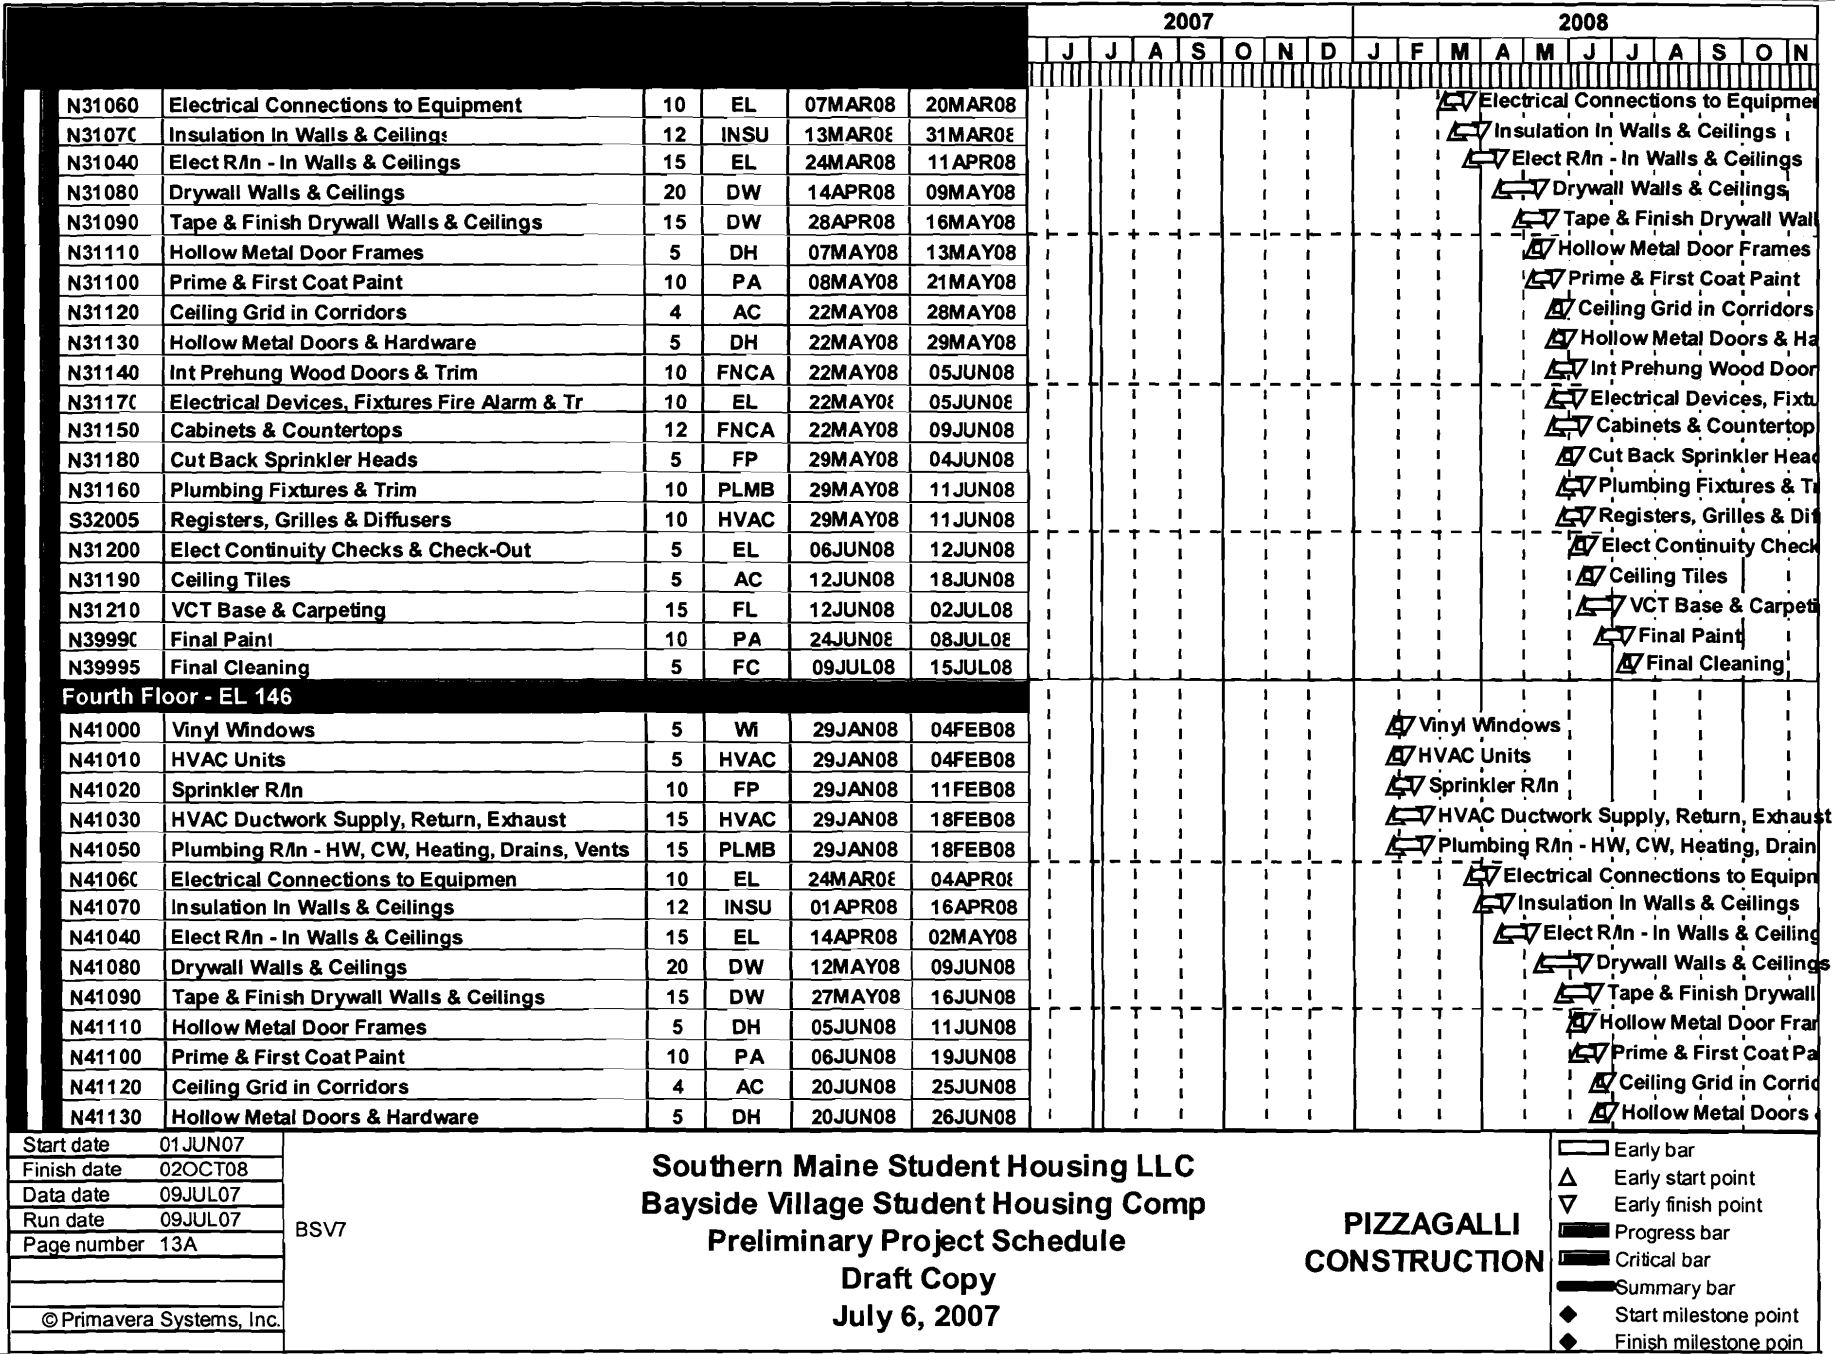 2007 2008
J J A S O N D J F M A M J J A S O N
N31060 Electrical Connections to Equipment 10 EL 07MAR08 20MAR08 Electrical Connections to Equipmen
N3107C Insulation In Walls & Ceilings 12 INSU 13MAR08 31MAR08 Insulation In Walls & Ceilings
N31040 Elect R/In - In Walls & Ceilings 15 EL 24MAR08 11APR08 Elect R/In - In Walls & Ceilings
N31080 Drywall Walls & Ceilings 20 DW 14APR08 09MAY08 Drywall Walls & Ceilings
N31090 Tape & Finish Drywall Walls & Ceilings 15 DW 28APR08 16MAY08 Tape & Finish Drywall Wall
N31110 Hollow Metal Door Frames 5 DH 07MAY08 13MAY08 Hollow Metal Door Frames
N31100 Prime & First Coat Paint 10 PA 08MAY08 21MAY08 Prime & First Coat Paint
N31120 Ceiling Grid in Corridors 4 AC 22MAY08 28MAY08 Ceiling Grid in Corridors
N31130 Hollow Metal Doors & Hardware 5 DH 22MAY08 29MAY08 Hollow Metal Doors & Ha
N31140 Int Prehung Wood Doors & Trim 10 FNCA 22MAY08 05JUN08 Int Prehung Wood Door
N3117C Electrical Devices, Fixtures Fire Alarm & Tr 10 EL 22MAY08 05JUN08 Electrical Devices, Fixtu
N31150 Cabinets & Countertops 12 FNCA 22MAY08 09JUN08 Cabinets & Countertop
N31180 Cut Back Sprinkler Heads 5 FP 29MAY08 04JUN08 Cut Back Sprinkler Head
N31160 Plumbing Fixtures & Trim 10 PLMB 29MAY08 11JUN08 Plumbing Fixtures & Tr
S32005 Registers, Grilles & Diffusers 10 HVAC 29MAY08 11JUN08 Registers, Grilles & Dif
N31200 Elect Continuity Checks & Check-Out 5 EL 06JUN08 12JUN08 Elect Continuity Check
N31190 Ceiling Tiles 5 AC 12JUN08 18JUN08 Ceiling Tiles
N31210 VCT Base & Carpeting 15 FL 12JUN08 02JUL08 VCT Base & Carpeti
N3999C Final Paint 10 PA 24JUN08 08JUL08 Final Paint
N39995 Final Cleaning 5 FC 09JUL08 15JUL08 Final Cleaning
Fourth Floor - EL 146
N41000 Vinyl Windows 5 WI 29JAN08 04FEB08 Vinyl Windows
N41010 HVAC Units 5 HVAC 29JAN08 04FEB08 HVAC Units
N41020 Sprinkler R/In 10 FP 29JAN08 11FEB08 Sprinkler R/In
N41030 HVAC Ductwork Supply, Return, Exhaust 15 HVAC 29JAN08 18FEB08 HVAC Ductwork Supply, Return, Exhaust
N41050 Plumbing R/In - HW, CW, Heating, Drains, Vents 15 PLMB 29JAN08 18FEB08 Plumbing R/In - HW, CW, Heating, Drain
N4106C Electrical Connections to Equipmen 10 EL 24MAR08 04APR08 Electrical Connections to Equipm
N41070 Insulation In Walls & Ceilings 12 INSU 01APR08 16APR08 Insulation In Walls & Ceilings
N41040 Elect R/In - In Walls & Ceilings 15 EL 14APR08 02MAY08 Elect R/In - In Walls & Ceiling
N41080 Drywall Walls & Ceilings 20 DW 12MAY08 09JUN08 Drywall Walls & Ceilings
N41090 Tape & Finish Drywall Walls & Ceilings 15 DW 27MAY08 16JUN08 Tape & Finish Drywall
N41110 Hollow Metal Door Frames 5 DH 05JUN08 11JUN08 Hollow Metal Door Fram
N41100 Prime & First Coat Paint 10 PA 06JUN08 19JUN08 Prime & First Coat Pa
N41120 Ceiling Grid in Corridors 4 AC 20JUN08 25JUN08 Ceiling Grid in Corrid
N41130 Hollow Metal Doors & Hardware 5 DH 20JUN08 26JUN08 Hollow Metal Doors
Start date 01JUN07
Finish date 02OCT08
Data date 09JUL07
Run date 09JUL07
Page number 13A
© Primavera Systems, Inc.
BSV7
Southern Maine Student Housing LLC
Bayside Village Student Housing Comp
Preliminary Project Schedule
Draft Copy
July 6, 2007
PIZZAGALLI
CONSTRUCTION
Early bar
Early start point
Early finish point
Progress bar
Critical bar
Summary bar
Start milestone point
Finish milestone poin